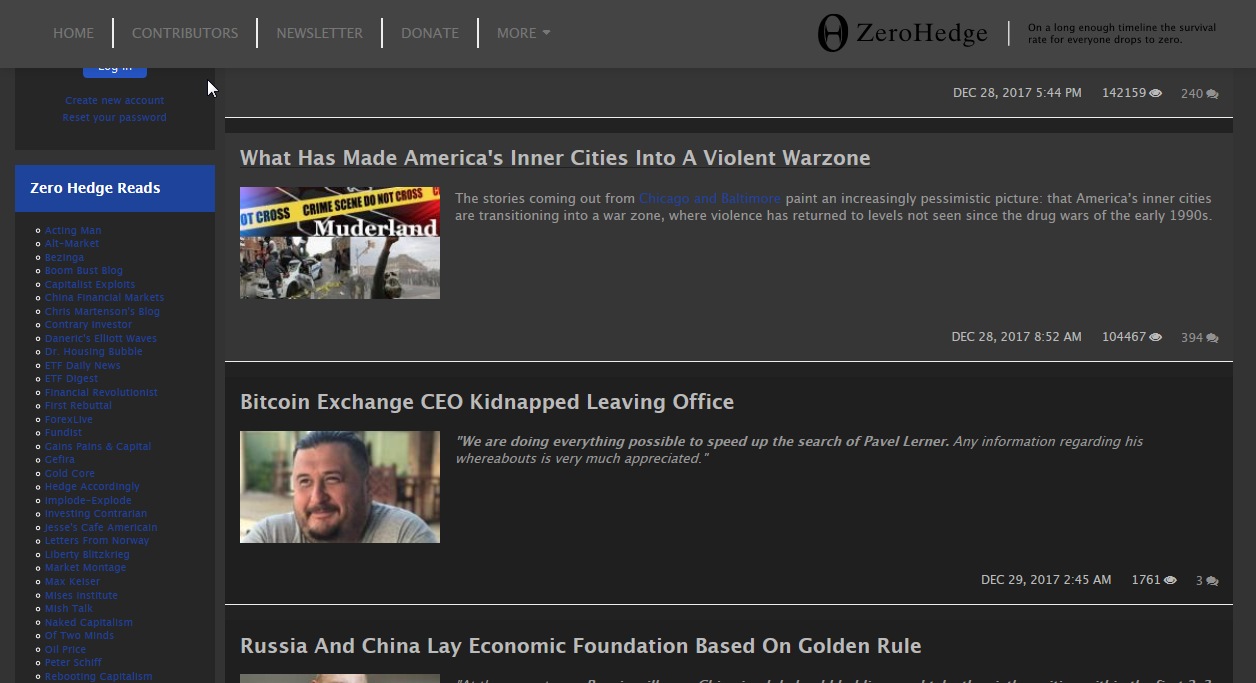 HOME
CONTRIBUTORS
NEWSLETTER
DONATE
MORE
ZeroHedge
On a long enough timeline the survival
rate for everyone drops to zero.
Log in
Create new account
Reset your password
Zero Hedge Reads
Acting Man
Alt-Market
Bezinga
Boom Bust Blog
Capitalist Exploits
China Financial Markets
Chris Martenson's Blog
Contrary Investor
Daneric's Elliott Waves
Dr. Housing Bubble
ETF Daily News
ETF Digest
Financial Revolutionist
First Rebuttal
ForexLive
Fundist
Gains Pains & Capital
Gefira
Gold Core
Hedge Accordingly
Implode-Explode
Investing Contrarian
Jesse's Cafe Americain
Letters From Norway
Liberty Blitzkrieg
Market Montage
Max Keiser
Mises Institute
Mish Talk
Naked Capitalism
Of Two Minds
Oil Price
Peter Schiff
Rebooting Capitalism
DEC 28, 2017 5:44 PM 142159 240
What Has Made America's Inner Cities Into A Violent Warzone
OT CROSS CRIME SCENE DO NOT CROSS
NOT CROSS
Muderland
The stories coming out from Chicago and Baltimore paint an increasingly pessimistic picture: that America's inner cities
are transitioning into a war zone, where violence has returned to levels not seen since the drug wars of the early 1990s.
DEC 28, 2017 8:52 AM 104467 394
Bitcoin Exchange CEO Kidnapped Leaving Office
"We are doing everything possible to speed up the search of Pavel Lerner. Any information regarding his
whereabouts is very much appreciated."
DEC 29, 2017 2:45 AM 1761 3
Russia And China Lay Economic Foundation Based On Golden Rule